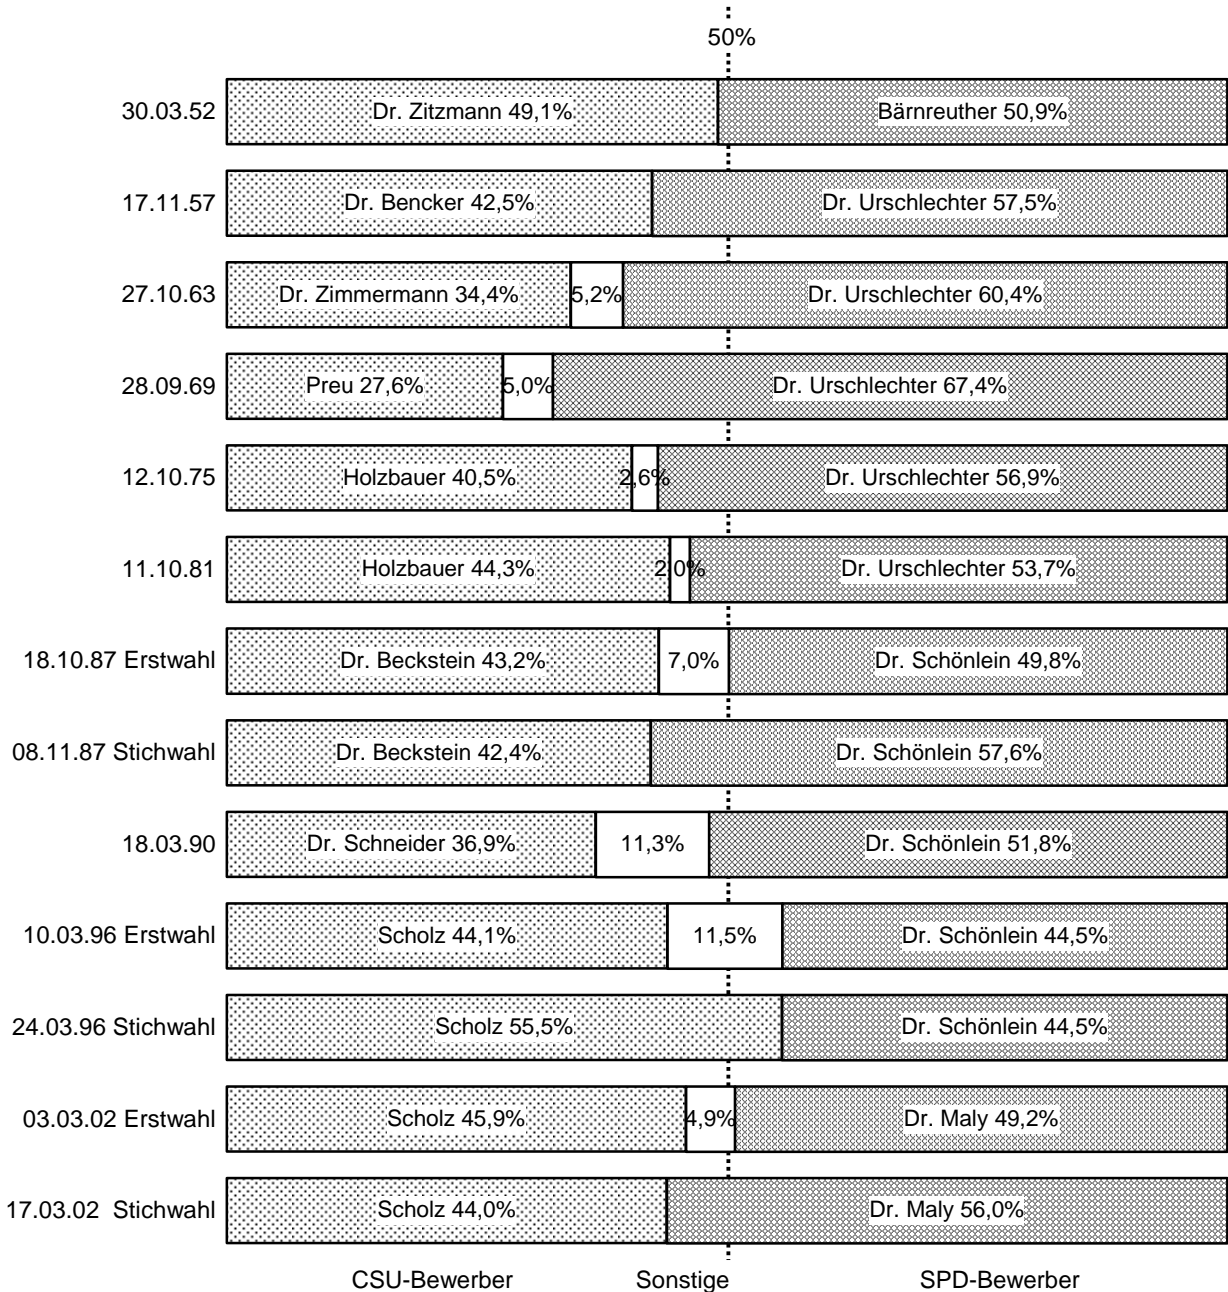 50%
30.03.52 Dr. Zitzmann 49,1% Bärnreuther 50,9%
17.11.57 Dr. Bencker 42,5% Dr. Urschlechter 57,5%
27.10.63 Dr. Zimmermann 34,4% 5,2% Dr. Urschlechter 60,4%
28.09.69 Preu 27,6% 5,0% Dr. Urschlechter 67,4%
12.10.75 Holzbauer 40,5% 2,6% Dr. Urschlechter 56,9%
11.10.81 Holzbauer 44,3% 2,0% Dr. Urschlechter 53,7%
18.10.87 Erstwahl Dr. Beckstein 43,2% 7,0% Dr. Schönlein 49,8%
08.11.87 Stichwahl Dr. Beckstein 42,4% Dr. Schönlein 57,6%
18.03.90 Dr. Schneider 36,9% 11,3% Dr. Schönlein 51,8%
10.03.96 Erstwahl Scholz 44,1% 11,5% Dr. Schönlein 44,5%
24.03.96 Stichwahl Scholz 55,5% Dr. Schönlein 44,5%
03.03.02 Erstwahl Scholz 45,9% 4,9% Dr. Maly 49,2%
17.03.02 Stichwahl Scholz 44,0% Dr. Maly 56,0%
CSU-Bewerber Sonstige SPD-Bewerber